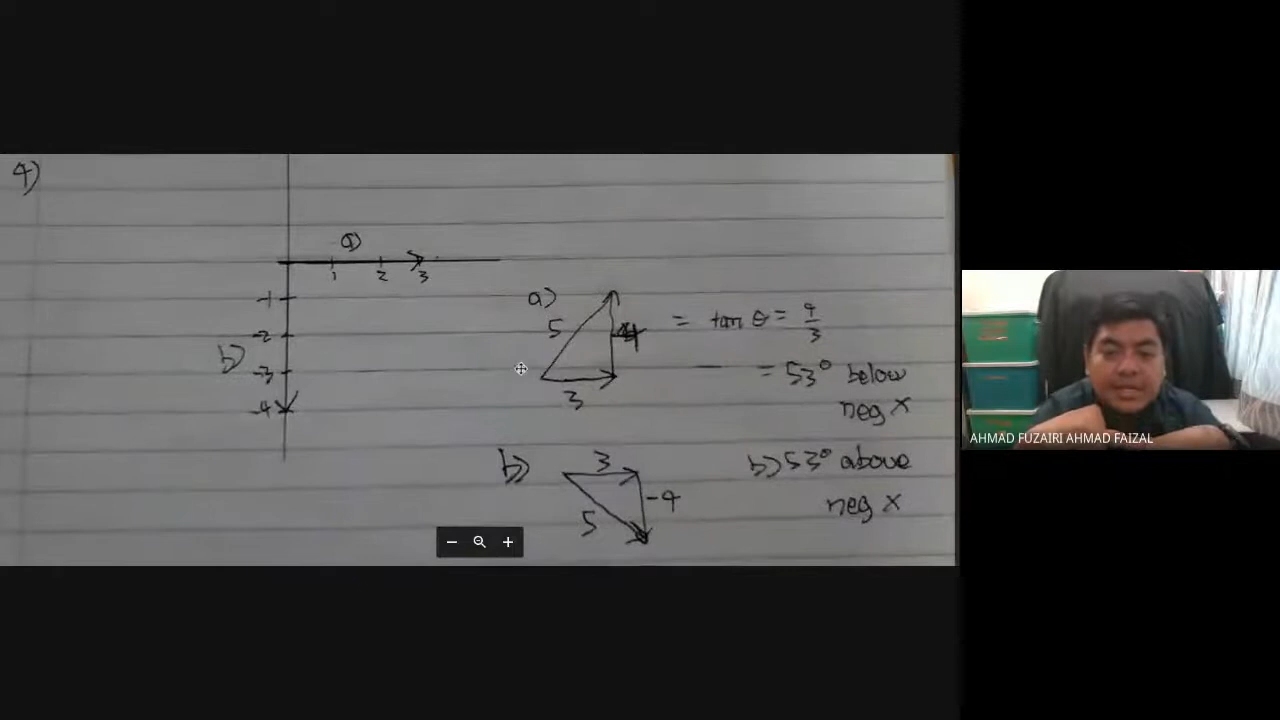 4)
a)
1 2 3
-1
-2
b)
-3
-4
a)
5
4
3
= tan θ = 4/3
= 53° below
neg x
b)
3
-4
5
b) 53° above
neg x
AHMAD FUZAIRI AHMAD FAIZAL